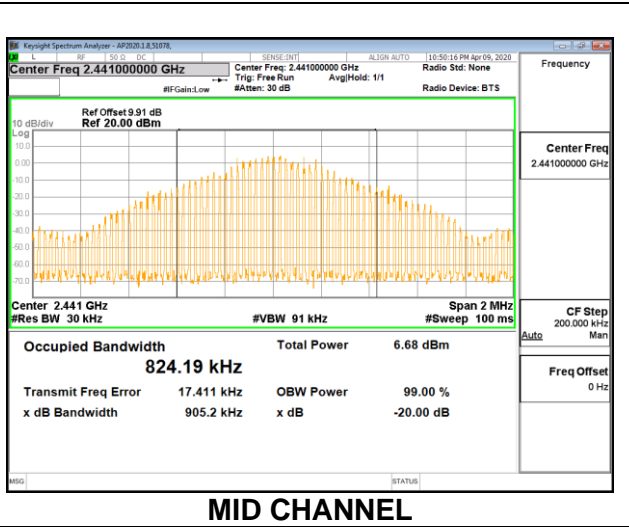 Keysight Spectrum Analyzer - AP2020.1.8,51078,
L RF 50 Ω DC SENSE:INT ALIGN AUTO 10:50:16 PM Apr 09, 2020
Center Freq 2.441000000 GHz Center Freq: 2.441000000 GHz Radio Std: None Frequency
Trig: Free Run Avg|Hold: 1/1
#IFGain:Low #Atten: 30 dB Radio Device: BTS
Ref Offset 9.91 dB
10 dB/div Ref 20.00 dBm
Log
10.0
0.00
-10.0
-20.0
-30.0
-40.0
-50.0
-60.0
-70.0
Center Freq
2.441000000 GHz
Center 2.441 GHz Span 2 MHz
#Res BW 30 kHz #VBW 91 kHz #Sweep 100 ms
CF Step
200.000 kHz
Auto Man
Occupied Bandwidth Total Power 6.68 dBm
824.19 kHz
Freq Offset
0 Hz
Transmit Freq Error 17.411 kHz OBW Power 99.00 %
x dB Bandwidth 905.2 kHz x dB -20.00 dB
MSG STATUS
MID CHANNEL